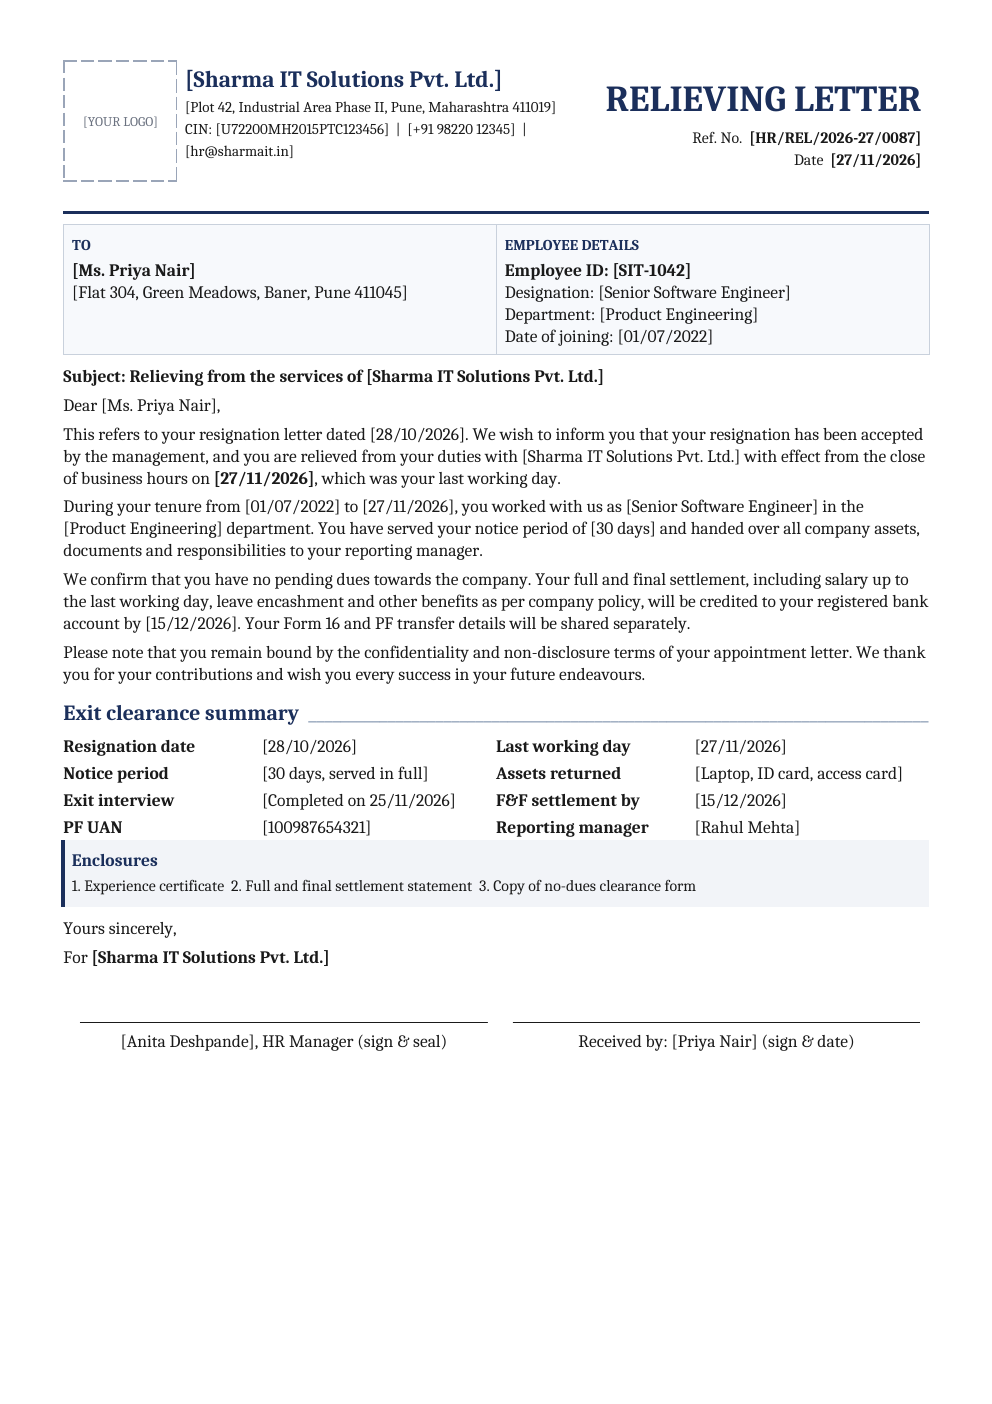 [YOUR LOGO]
[Sharma IT Solutions Pvt. Ltd.]
[Plot 42, Industrial Area Phase II, Pune, Maharashtra 411019]
CIN: [U72200MH2015PTC123456] | [+91 98220 12345] |
[hr@sharmait.in]
RELIEVING LETTER
Ref. No. [HR/REL/2026-27/0087]
Date [27/11/2026]
TO
[Ms. Priya Nair]
[Flat 304, Green Meadows, Baner, Pune 411045]
EMPLOYEE DETAILS
Employee ID: [SIT-1042]
Designation: [Senior Software Engineer]
Department: [Product Engineering]
Date of joining: [01/07/2022]
Subject: Relieving from the services of [Sharma IT Solutions Pvt. Ltd.]
Dear [Ms. Priya Nair],
This refers to your resignation letter dated [28/10/2026]. We wish to inform you that your resignation has been accepted
by the management, and you are relieved from your duties with [Sharma IT Solutions Pvt. Ltd.] with effect from the close
of business hours on [27/11/2026], which was your last working day.
During your tenure from [01/07/2022] to [27/11/2026], you worked with us as [Senior Software Engineer] in the
[Product Engineering] department. You have served your notice period of [30 days] and handed over all company assets,
documents and responsibilities to your reporting manager.
We confirm that you have no pending dues towards the company. Your full and final settlement, including salary up to
the last working day, leave encashment and other benefits as per company policy, will be credited to your registered bank
account by [15/12/2026]. Your Form 16 and PF transfer details will be shared separately.
Please note that you remain bound by the confidentiality and non-disclosure terms of your appointment letter. We thank
you for your contributions and wish you every success in your future endeavours.
Exit clearance summary
Resignation date [28/10/2026] Last working day [27/11/2026]
Notice period [30 days, served in full] Assets returned [Laptop, ID card, access card]
Exit interview [Completed on 25/11/2026] F&F settlement by [15/12/2026]
PF UAN [100987654321] Reporting manager [Rahul Mehta]
Enclosures
1. Experience certificate 2. Full and final settlement statement 3. Copy of no-dues clearance form
Yours sincerely,
For [Sharma IT Solutions Pvt. Ltd.]
[Anita Deshpande], HR Manager (sign & seal) Received by: [Priya Nair] (sign & date)